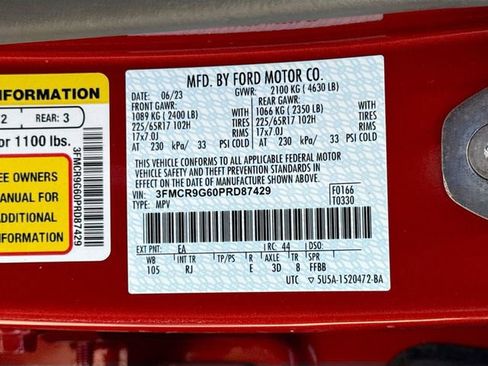 INFORMATION
2 REAR: 3
or 1100 lbs.
EE OWNERS
ANUAL FOR
DDITIONAL
ORMATION
3FMCR9G60PRD87429
MFD. BY FORD MOTOR CO.
DATE: 06/23 GVWR: 2100 KG ( 4630 LB)
FRONT GAWR: REAR GAWR:
1089 KG ( 2400 LB) WITH 1066 KG ( 2350 LB) WITH
225/65R17 102H TIRES 225/65R17 102H TIRES
17x7.0J RIMS 17x7.0J RIMS
AT 230 kPa/ 33 PSI COLD AT 230 kPa/ 33 PSI COLD
THIS VEHICLE CONFORMS TO ALL APPLICABLE FEDERAL MOTOR
VEHICLE SAFETY AND THEFT PREVENTION STANDARDS IN EFFECT
ON THE DATE OF MANUFACTURE SHOWN ABOVE.
VIN: 3FMCR9G60PRD87429 F0166
TYPE: MPV T0330
EXT PNT: EA RC: 44 DSO:
WB INT TR TP/PS R AXLE TR SPR
105 RJ E 3D 8 FFBB
UTC ▽ 5U5A-1520472-BA